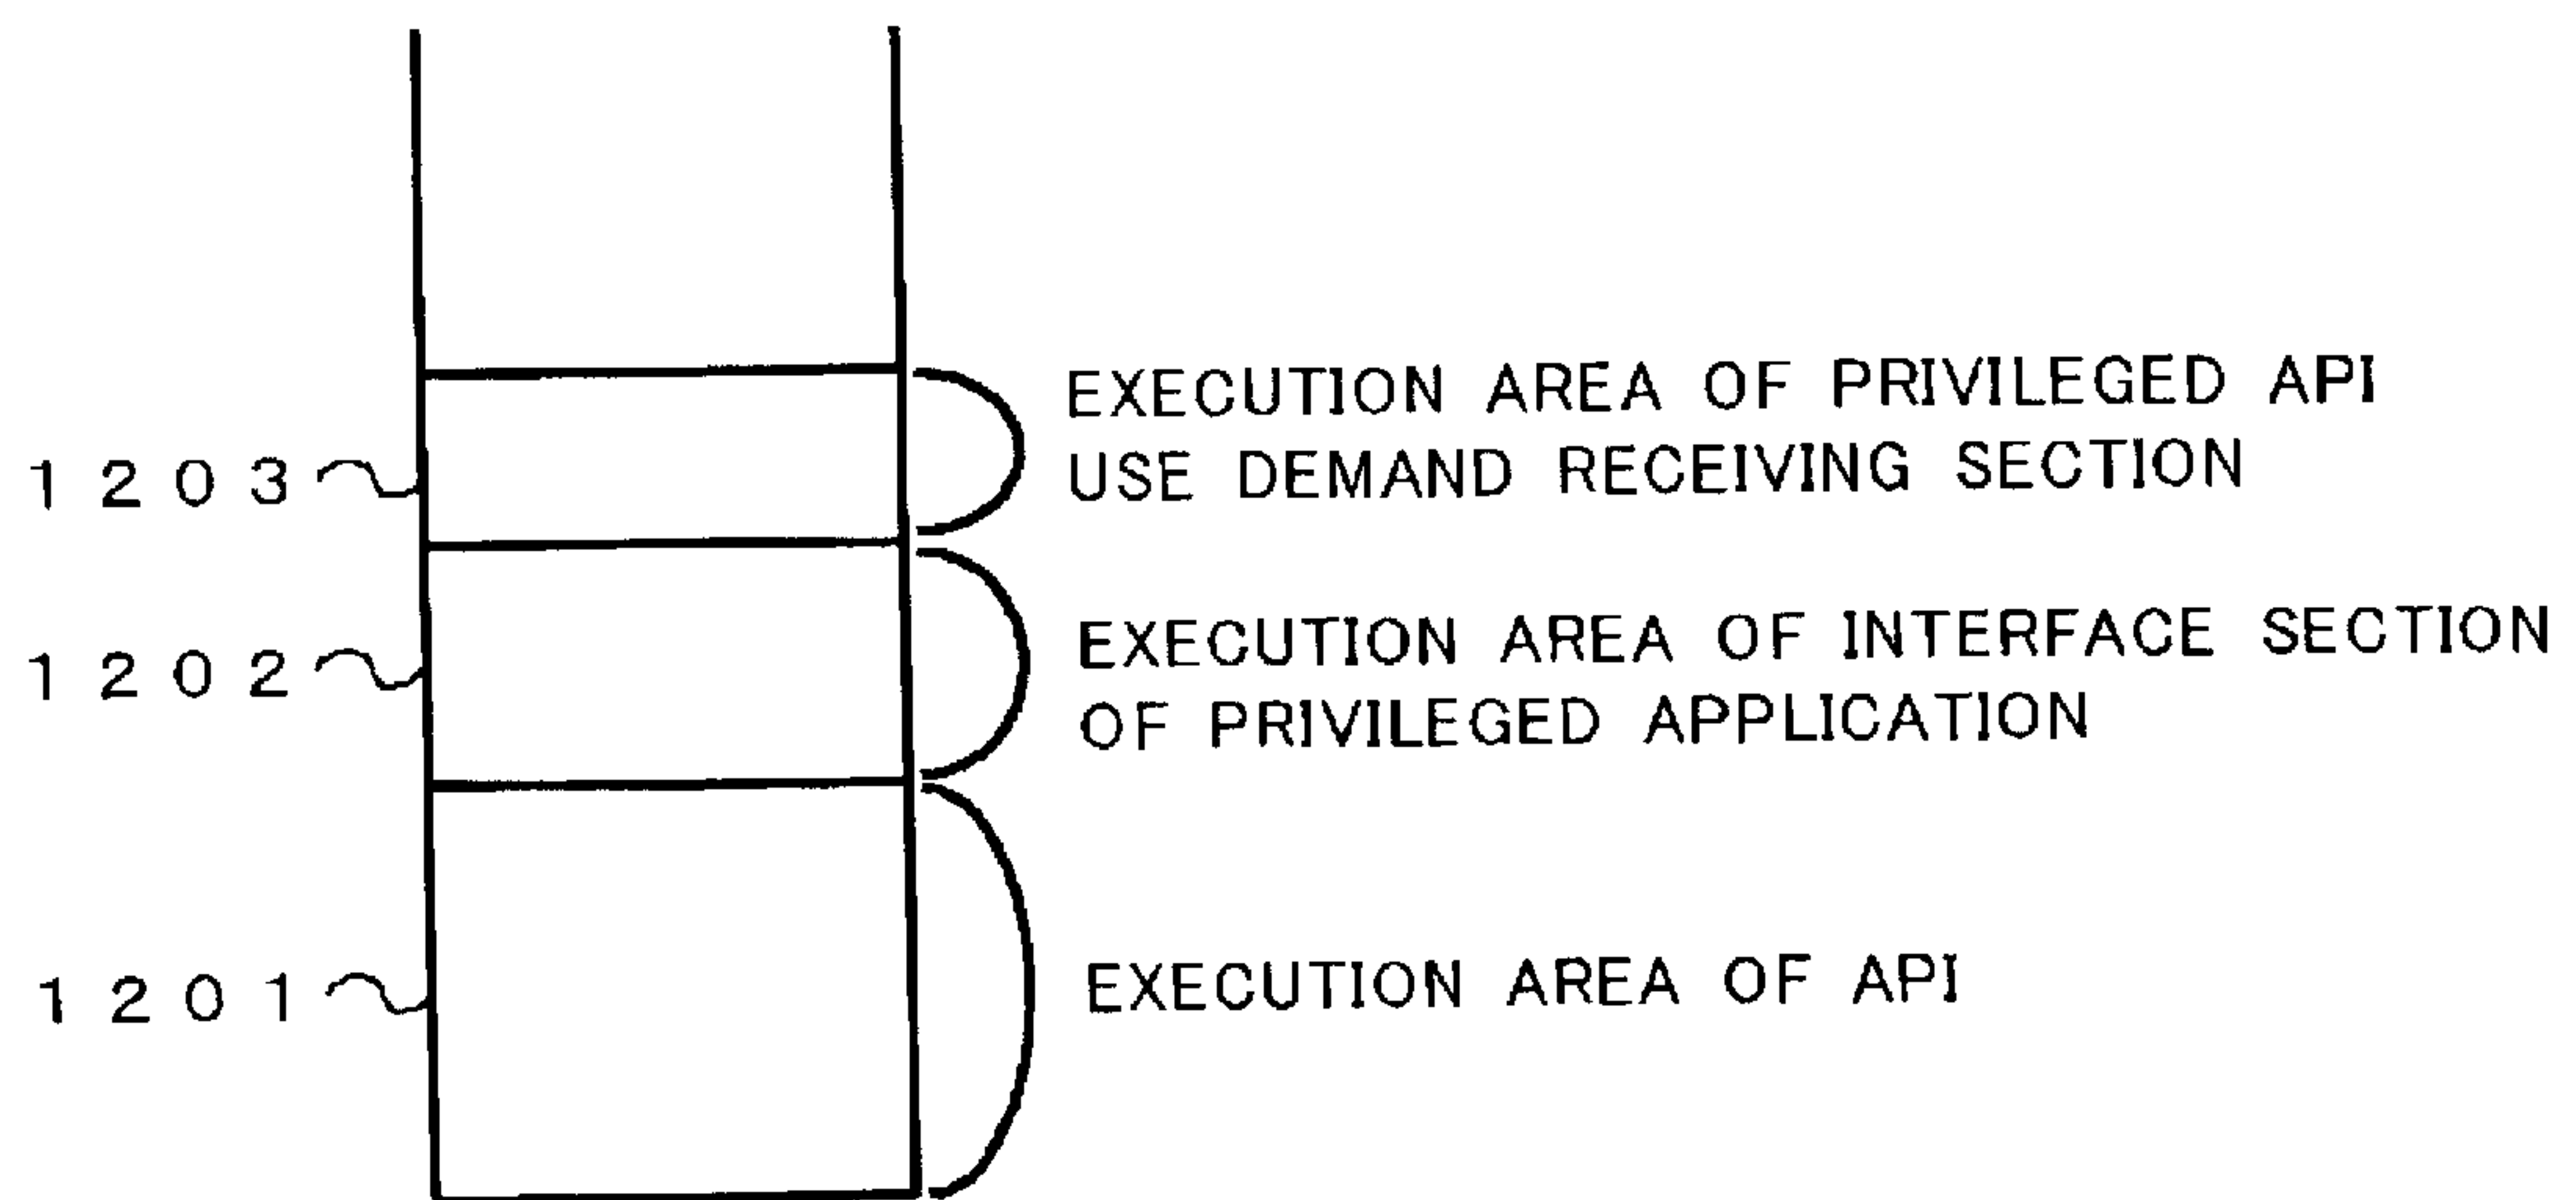 EXECUTION AREA OF PRIVILEGED API
USE DEMAND RECEIVING SECTION
1203
EXECUTION AREA OF INTERFACE SECTION
OF PRIVILEGED APPLICATION
1202
EXECUTION AREA OF API
1201